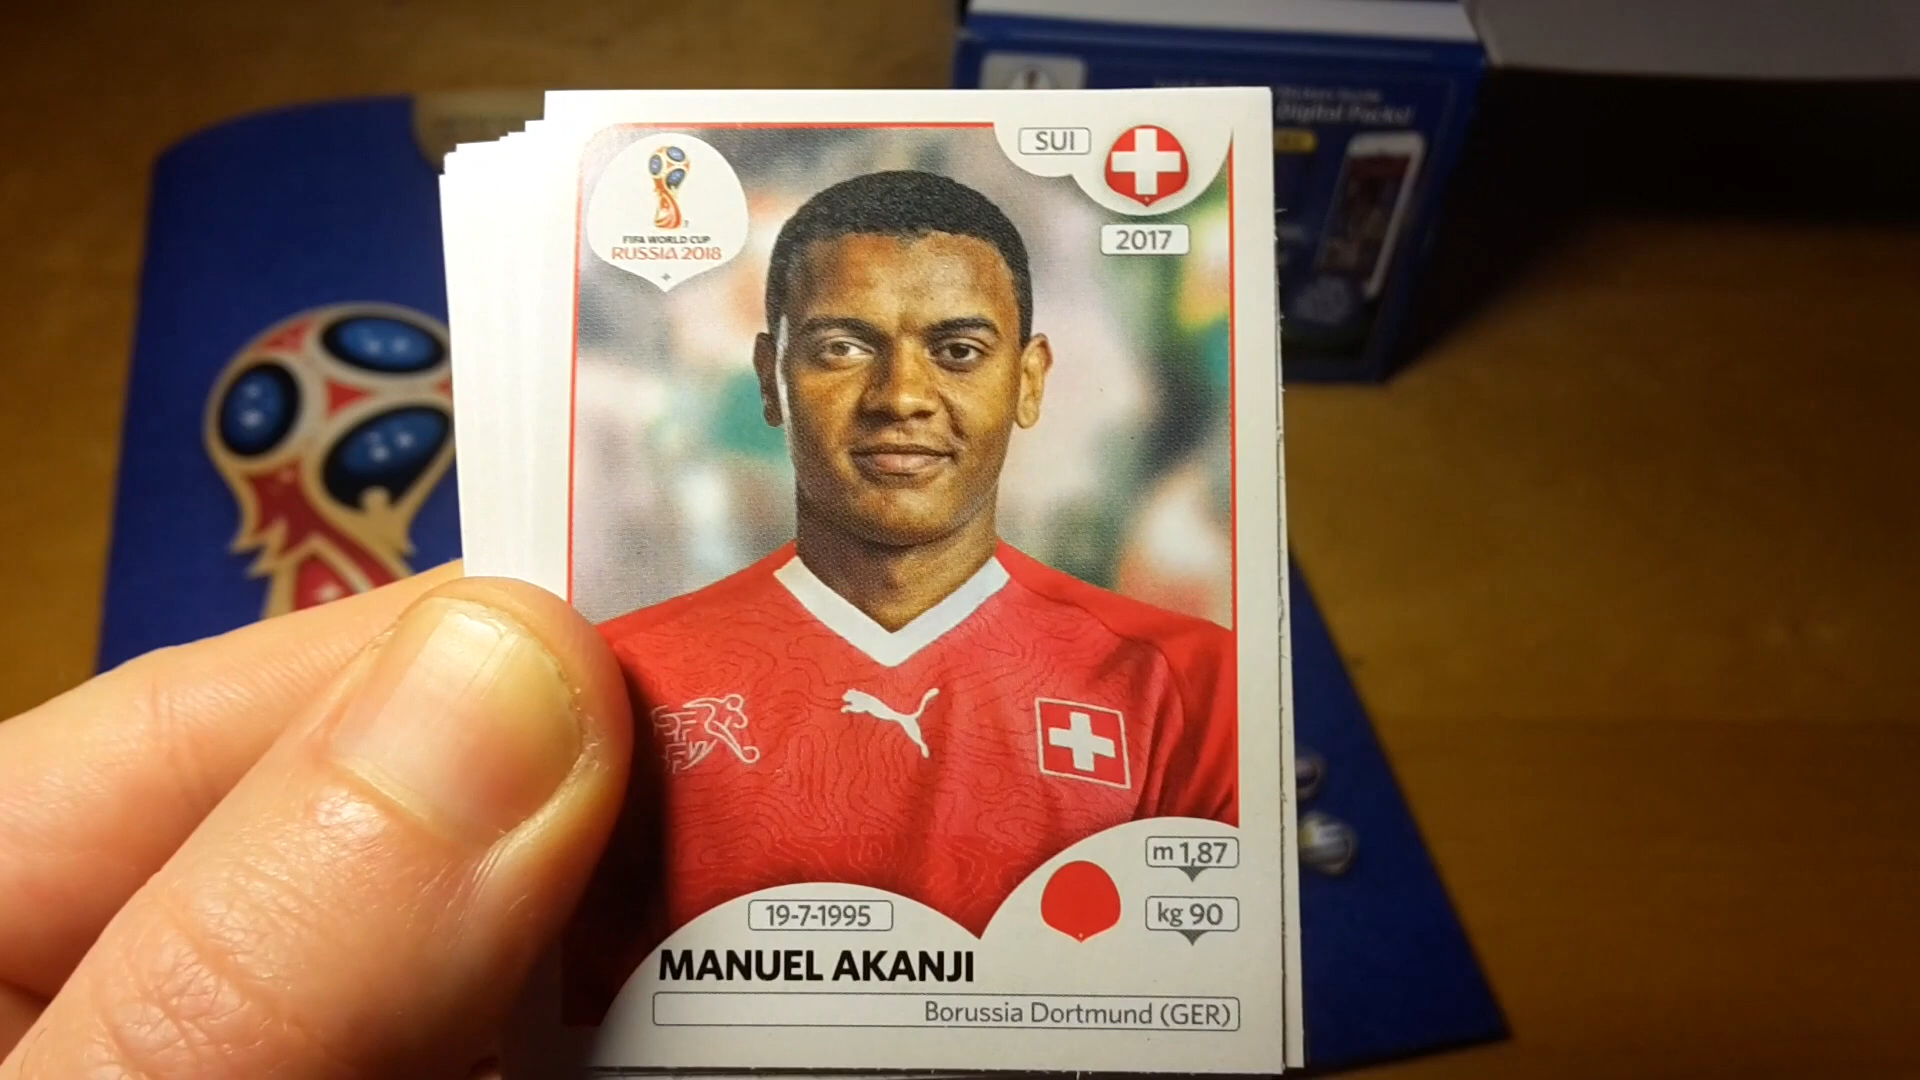 SUI
FIFA WORLD CUP
RUSSIA 2018
2017
Digital Packs!
m 1,87
19-7-1995
kg 90
MANUEL AKANJI
Borussia Dortmund (GER)